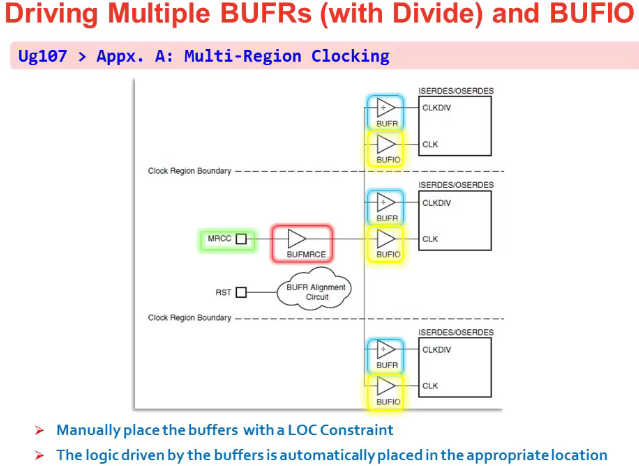 Driving Multiple BUFRs (with Divide) and BUFIO
Ug107 > Appx. A: Multi-Region Clocking
ISERDES/OSERDES
÷
CLKDIV
BUFR
CLK
BUFIO
Clock Region Boundary
ISERDES/OSERDES
÷
CLKDIV
BUFR
MRCC
CLK
BUFMRCE
BUFIO
BUFR Alignment
RST
Circuit
Clock Region Boundary
ISERDES/OSERDES
÷
CLKDIV
BUFR
CLK
BUFIO
Manually place the buffers with a LOC Constraint
The logic driven by the buffers is automatically placed in the appropriate location